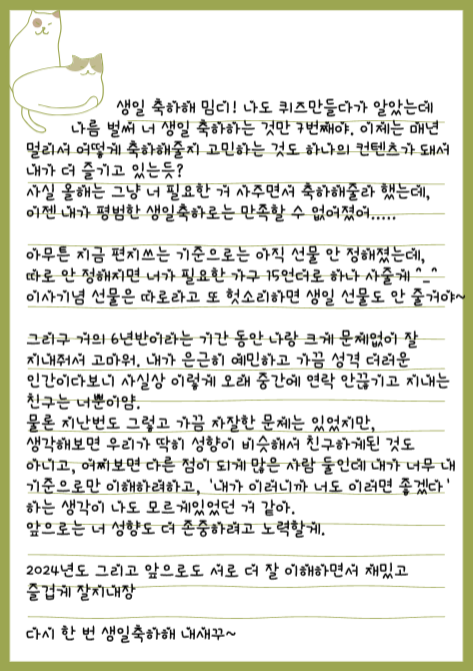 생일 축하해 밈디! 나도 퀴즈만들다가 알았는데
나름 벌써 너 생일 축하하는 것만 7번째야. 이제는 매년
멀리서 어떻게 축하해줄지 고민하는 것도 하나의 컨텐츠가 돼서
내가 더 즐기고 있는듯?
사실 올해는 그냥 너 필요한 거 사주면서 축하해줄라 했는데,
이젠 내가 평범한 생일축하로는 만족할 수 없어졌어.....
아무튼 지금 편지쓰는 기준으로는 아직 선물 안 정해졌는데,
따로 안 정해지면 너가 필요한 가구 15언더로 하나 사줄게 ^_^
이사기념 선물은 따로라고 또 헛소리하면 생일 선물도 안 줄거야~
그리구 거의 6년반이라는 기간 동안 나랑 크게 문제없이 잘
지내줘서 고마워. 내가 은근히 예민하고 가끔 성격 더러운
인간이다보니 사실상 이렇게 오래 중간에 연락 안끊기고 지내는
친구는 너뿐이얌.
물론 지난번도 그렇고 가끔 자잘한 문제는 있었지만,
생각해보면 우리가 딱히 성향이 비슷해서 친구하게된 것도
아니고, 어찌보면 다른 점이 되게 많은 사람 둘인데 내가 너무 내
기준으로만 이해하려하고, '내가 이러니까 너도 이러면 좋겠다'
하는 생각이 나도 모르게있었던 거 같아.
앞으로는 너 성향도 더 존중하려고 노력할게.
2024년도 그리고 앞으로도 서로 더 잘 이해하면서 재밌고
즐겁게 잘지내장
다시 한 번 생일축하해 내새꾸~